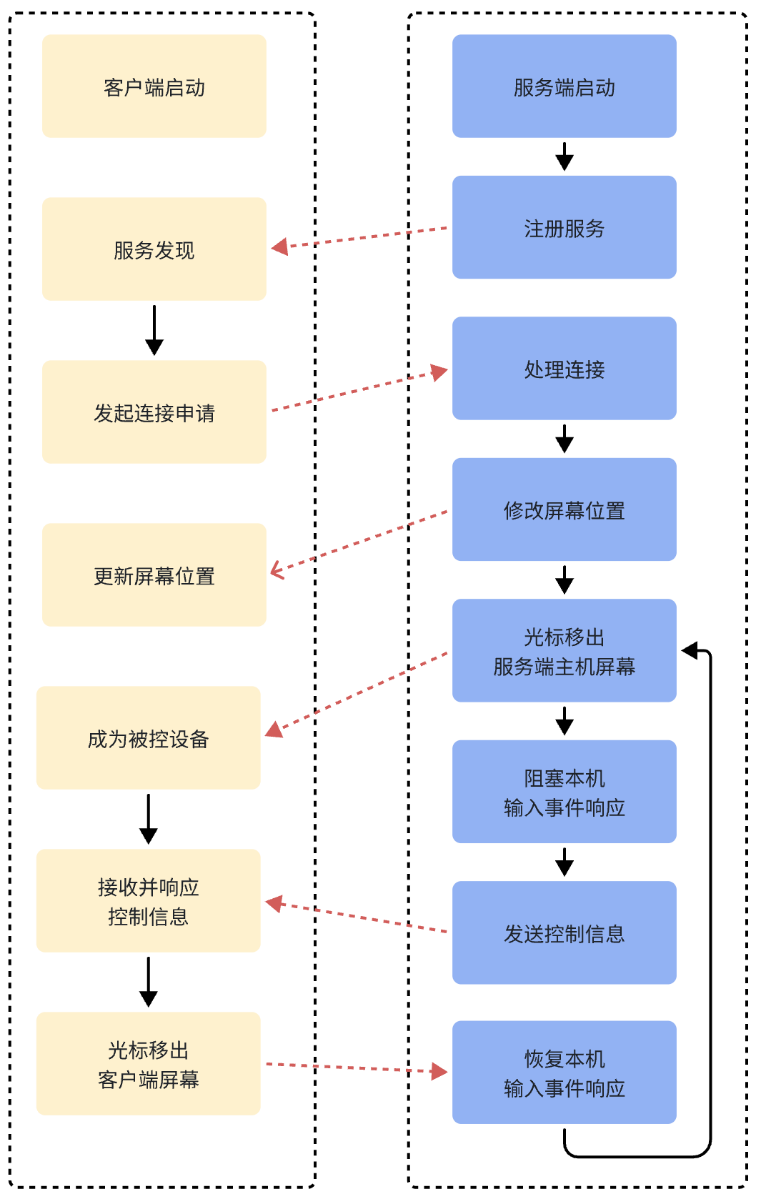 客户端启动
服务发现
发起连接申请
更新屏幕位置
成为被控设备
接收并响应
控制信息
光标移出
客户端屏幕
服务端启动
注册服务
处理连接
修改屏幕位置
光标移出
服务端主机屏幕
阻塞本机
输入事件响应
发送控制信息
恢复本机
输入事件响应